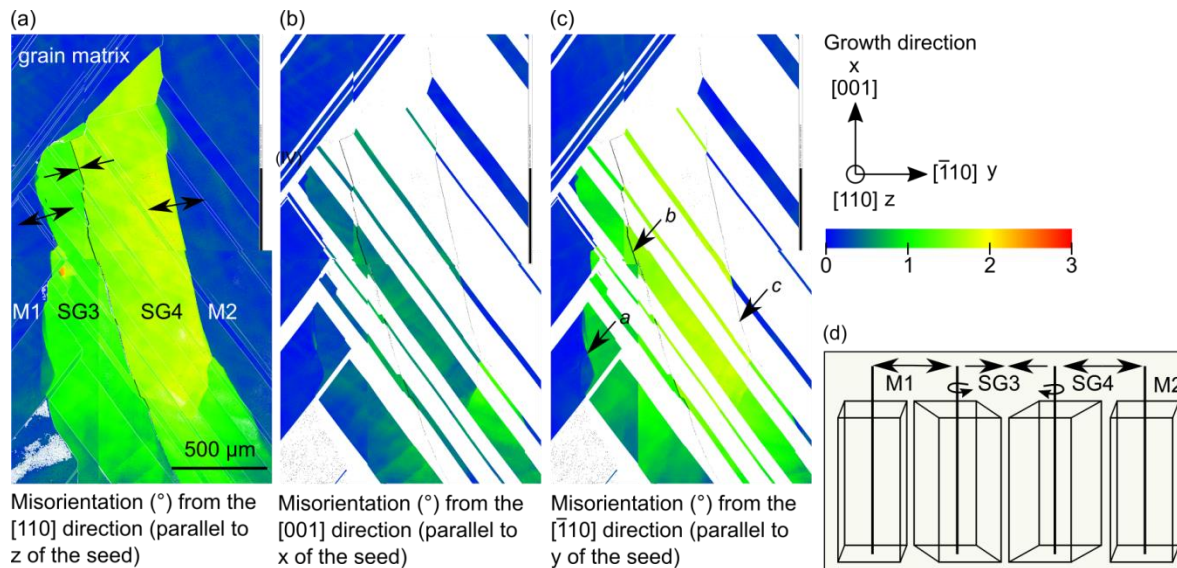 (a)
(b)
(c)
grain matrix
(IV)
M1
SG3
SG4
M2
500 µm
b
c
a
Growth direction
x
[001]
[1̅10] y
[110] z
0 1 2 3
(d)
M1
SG3
SG4
M2
Misorientation (°) from the
[110] direction (parallel to
z of the seed)
Misorientation (°) from the
[001] direction (parallel to
x of the seed)
Misorientation (°) from the
[1̅10] direction (parallel to
y of the seed)